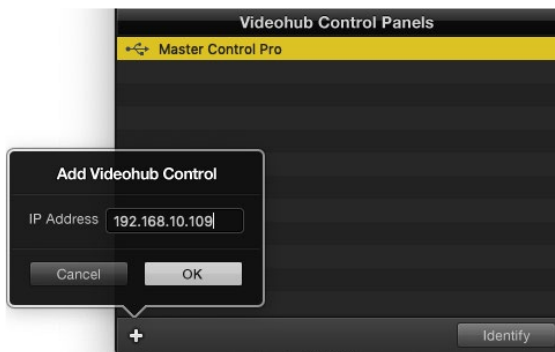 Videohub Control Panels
Master Control Pro
Add Videohub Control
IP Address 192.168.10.109
Cancel OK
+ Identify